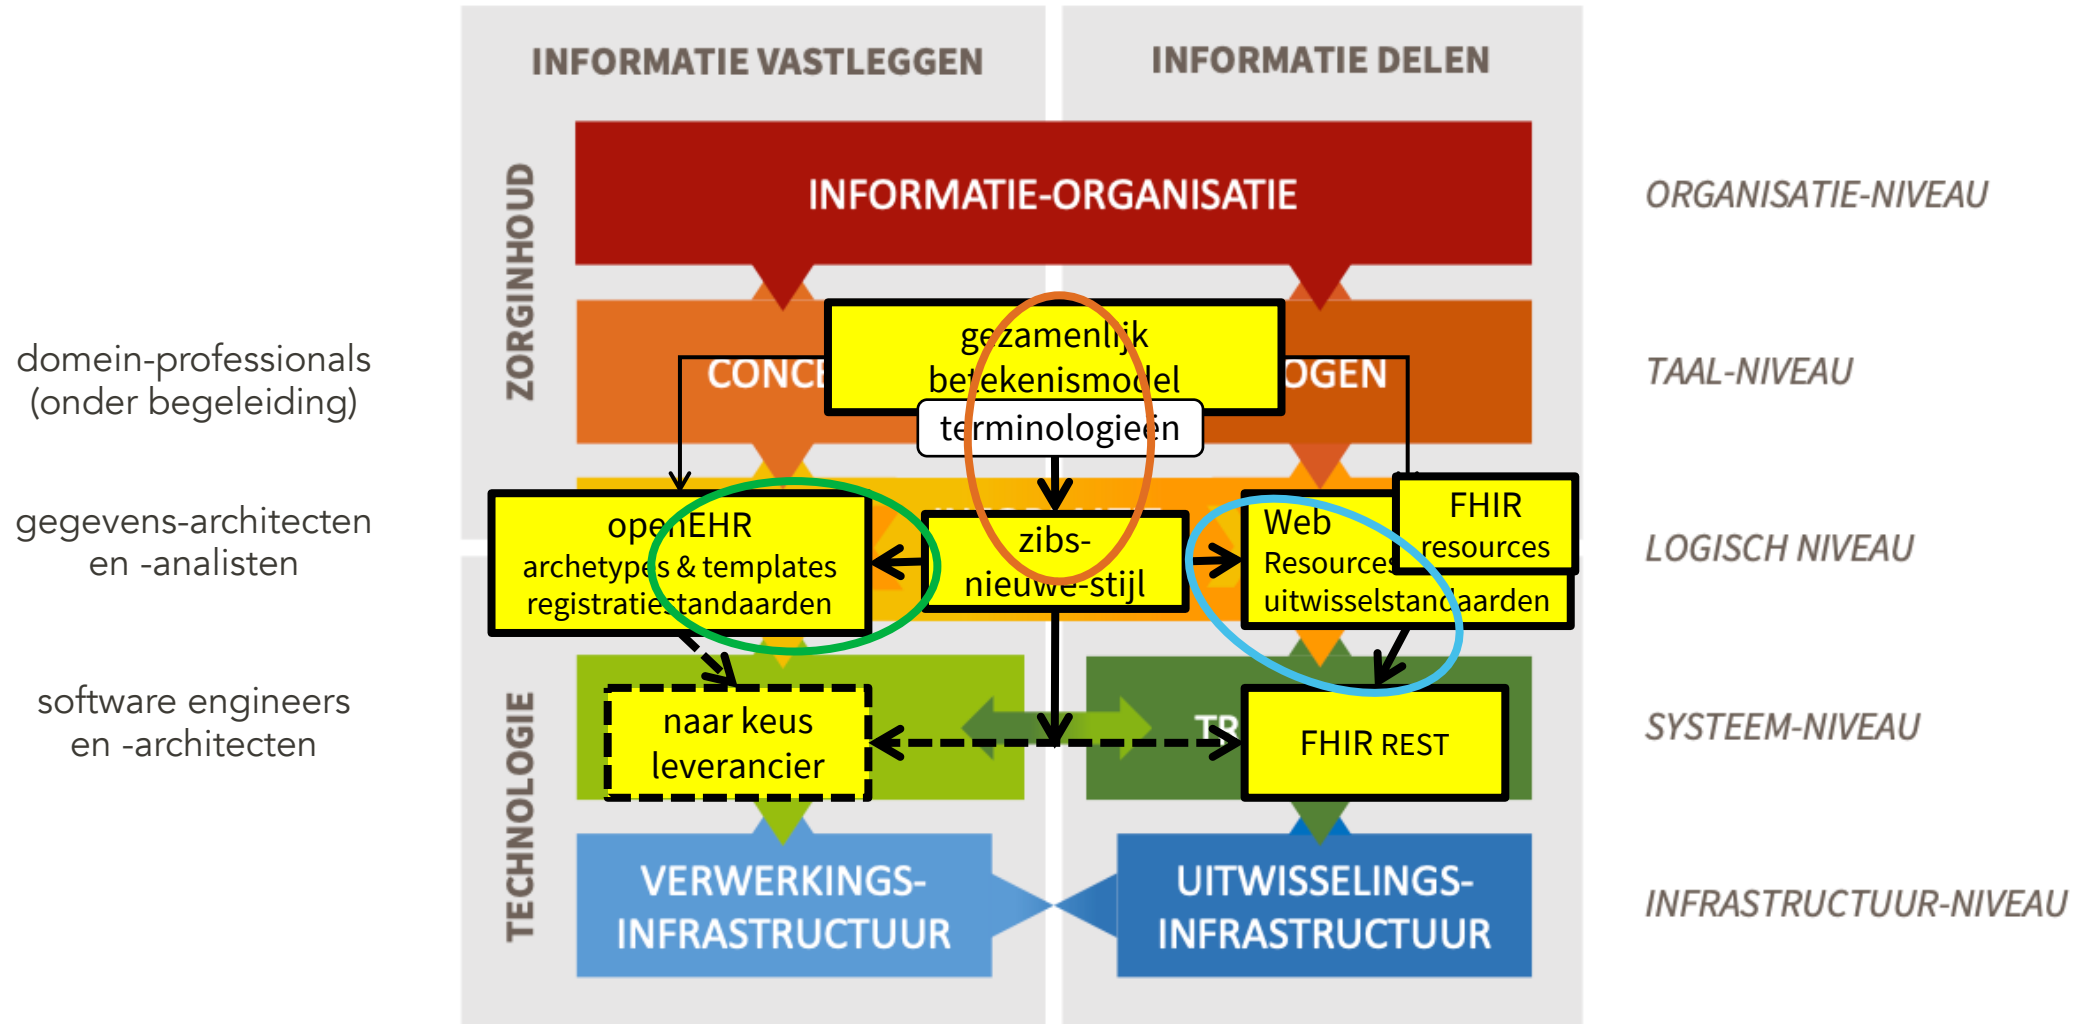 INFORMATIE VASTLEGGEN
INFORMATIE DELEN
ZORGINHOUD
INFORMATIE-ORGANISATIE
ORGANISATIE-NIVEAU
domein-professionals
(onder begeleiding)
gezamenlijk
betekenismodel
terminologieën
TAAL-NIVEAU
gegevens-architecten
en -analisten
openEHR
archetypes & templates
registratiestandaarden
zibs-
nieuwe-stijl
Web
Resources
uitwisselstandaarden
FHIR
resources
LOGISCH NIVEAU
TECHNOLOGIE
software engineers
en -architecten
naar keus
leverancier
FHIR REST
SYSTEEM-NIVEAU
VERWERKINGS-
INFRASTRUCTUUR
UITWISSELINGS-
INFRASTRUCTUUR
INFRASTRUCTUUR-NIVEAU